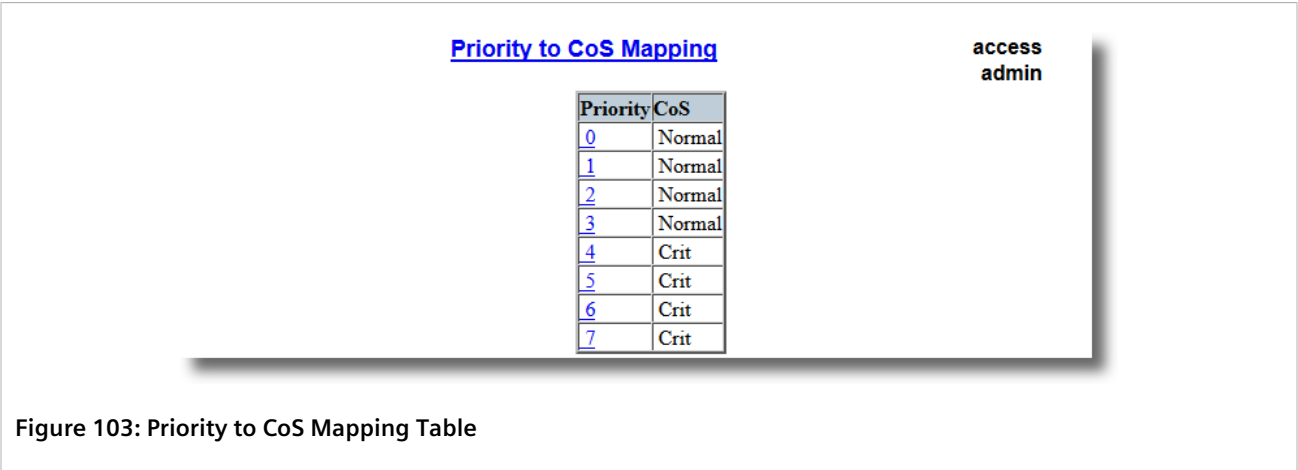 Priority to CoS Mapping
access
admin
Priority CoS
0 Normal
1 Normal
2 Normal
3 Normal
4 Crit
5 Crit
6 Crit
7 Crit
Figure 103: Priority to CoS Mapping Table